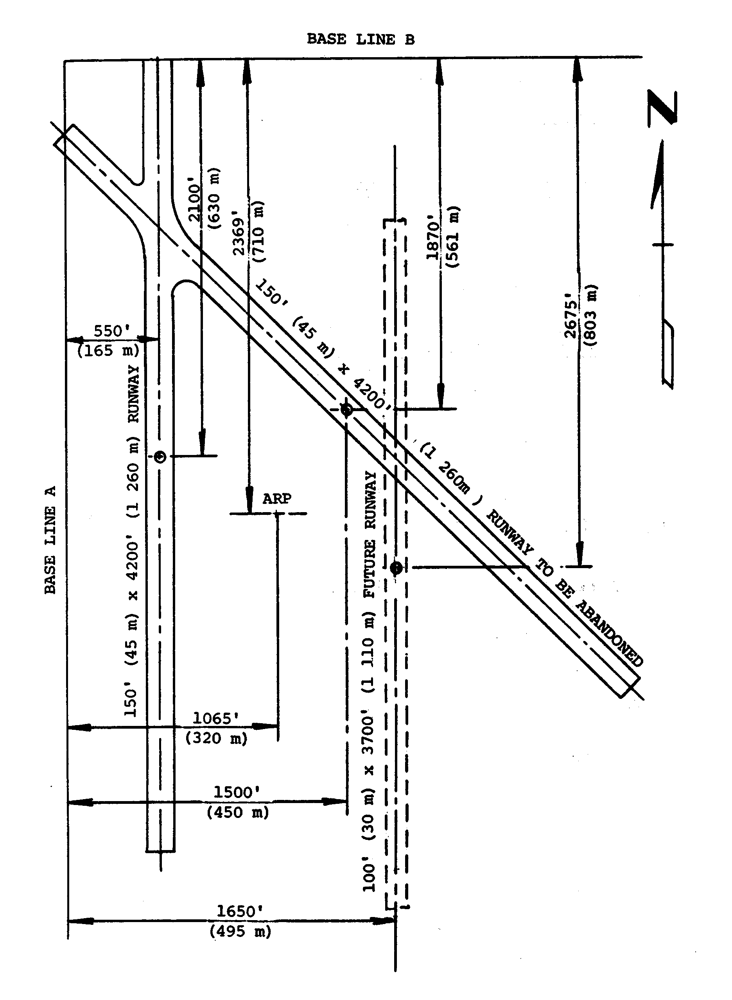 BASE LINE B
N
2100'
(630 m)
2369'
(710 m)
1870'
(561 m)
2675'
(803 m)
550'
(165 m)
150' (45 m) x 4200' (1 260m ) RUNWAY TO BE ABANDONED
150' (45 m) x 4200' (1 260 m) RUNWAY
ARP
BASE LINE A
100' (30 m) x 3700' (1 110 m) FUTURE RUNWAY
1065'
(320 m)
1500'
(450 m)
1650'
(495 m)